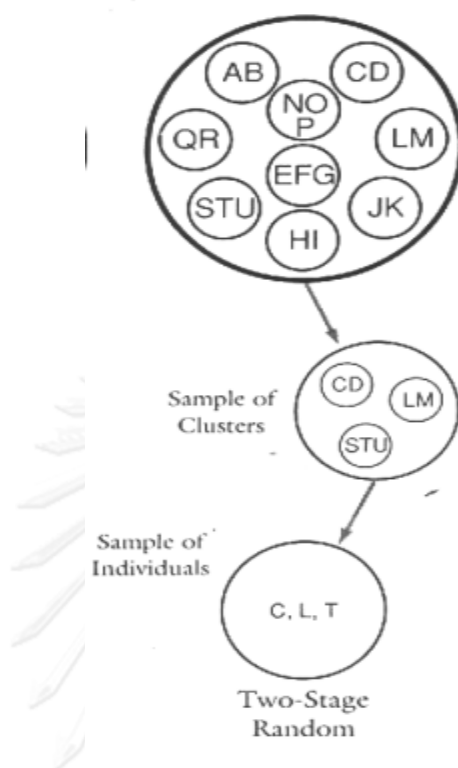 AB
CD
NO
P
QR
LM
EFG
STU
JK
HI
Sample of
Clusters
CD
LM
STU
Sample of
Individuals
C, L, T
Two-Stage
Random